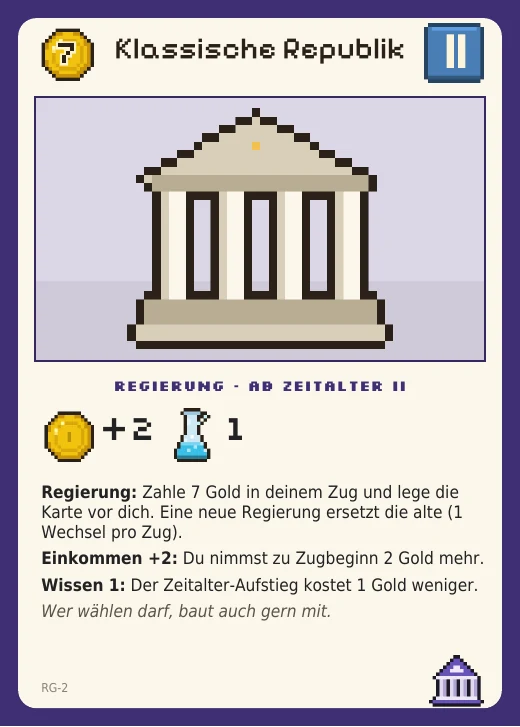 7 Klassische Republik II
REGIERUNG - AB ZEITALTER II
+2 1
Regierung: Zahle 7 Gold in deinem Zug und lege die
Karte vor dich. Eine neue Regierung ersetzt die alte (1
Wechsel pro Zug).
Einkommen +2: Du nimmst zu Zugbeginn 2 Gold mehr.
Wissen 1: Der Zeitalter-Aufstieg kostet 1 Gold weniger.
Wer wählen darf, baut auch gern mit.
RG-2